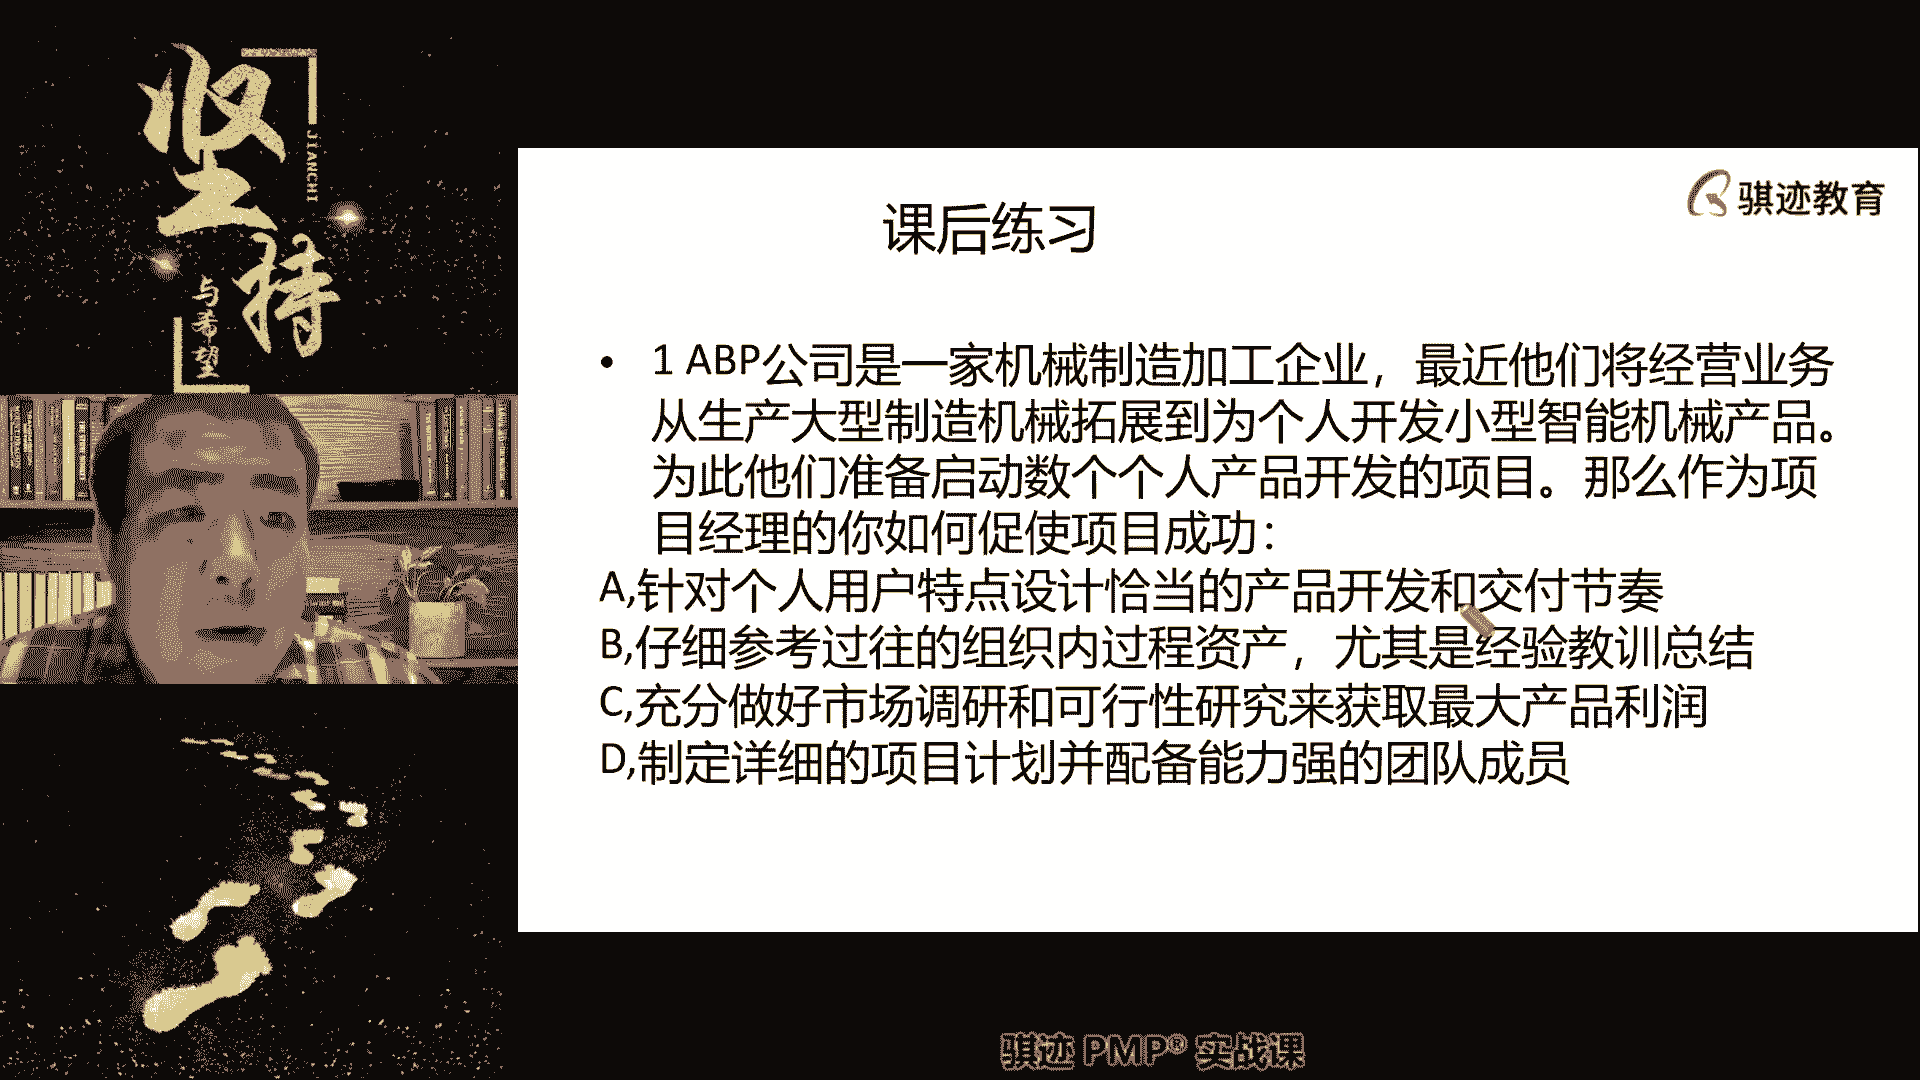 坚持
JIANCHI
与希望
骐迹教育
课后练习
• 1 ABP公司是一家机械制造加工企业，最近他们将经营业务
从生产大型制造机械拓展到为个人开发小型智能机械产品。
为此他们准备启动数个个人产品开发的项目。那么作为项
目经理的你如何促使项目成功：
A,针对个人用户特点设计恰当的产品开发和交付节奏
B,仔细参考过往的组织内过程资产，尤其是经验教训总结
C,充分做好市场调研和可行性研究来获取最大产品利润
D,制定详细的项目计划并配备能力强的团队成员
骐迹 PMP® 实战课